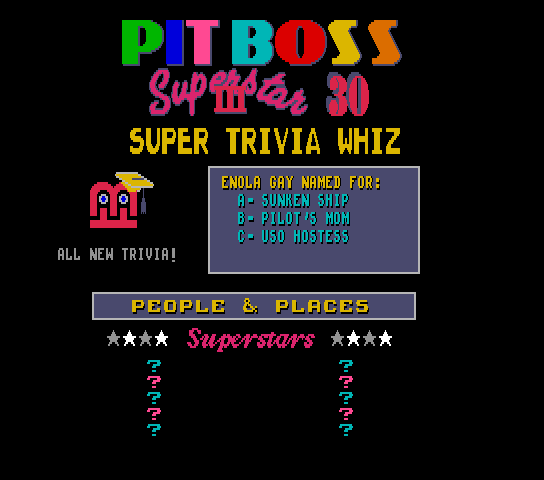 PIT BOSS
Superstar III 30
SUPER TRIVIA WHIZ
ENOLA GAY NAMED FOR:
A- SUNKEN SHIP
B- PILOT'S MOM
C- USO HOSTESS
ALL NEW TRIVIA!
PEOPLE & PLACES
Superstars
? ?
? ?
? ?
? ?
? ?